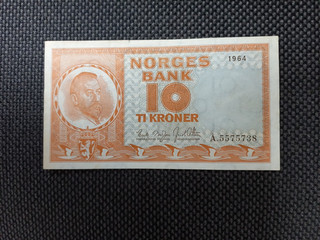 NORGES
1964
BANK
10
TI KRONER
A.5575738